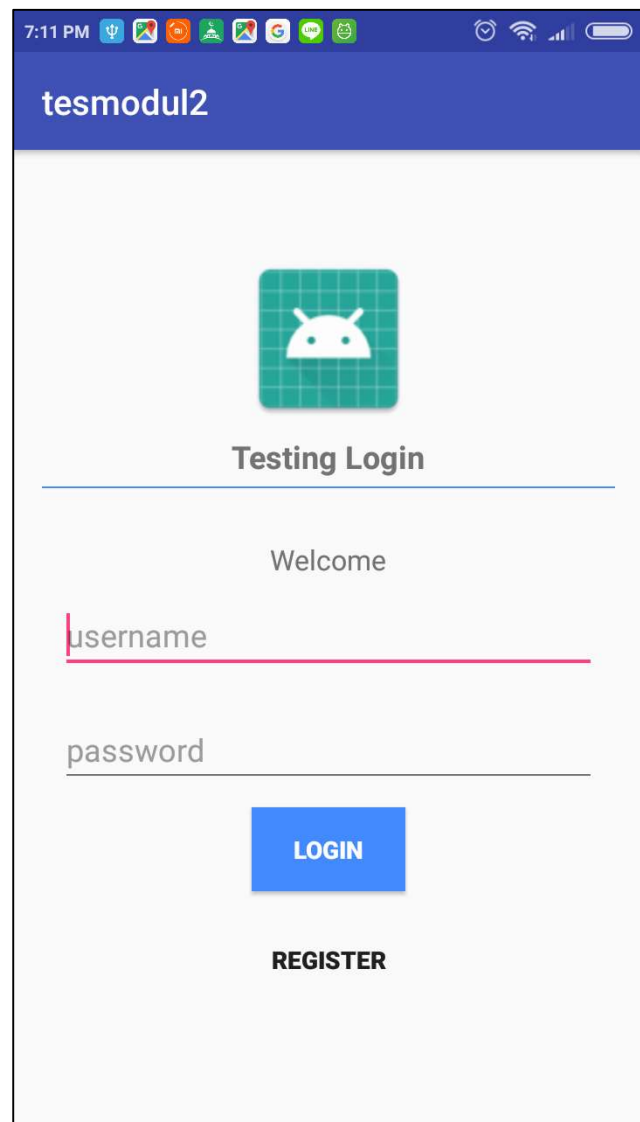 7:11 PM
tesmodul2
Testing Login
Welcome
username
password
LOGIN
REGISTER